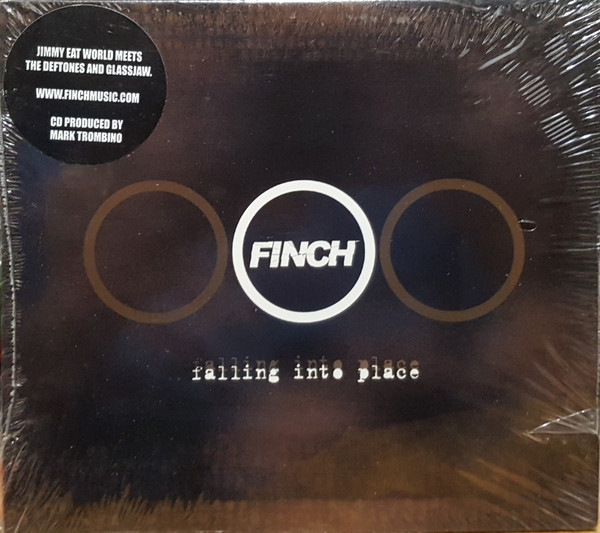 JIMMY EAT WORLD MEETS
THE DEFTONES AND GLASSJAW.
WWW.FINCHMUSIC.COM
CD PRODUCED BY
MARK TROMBINO
FINCH
falling into place
falling into place